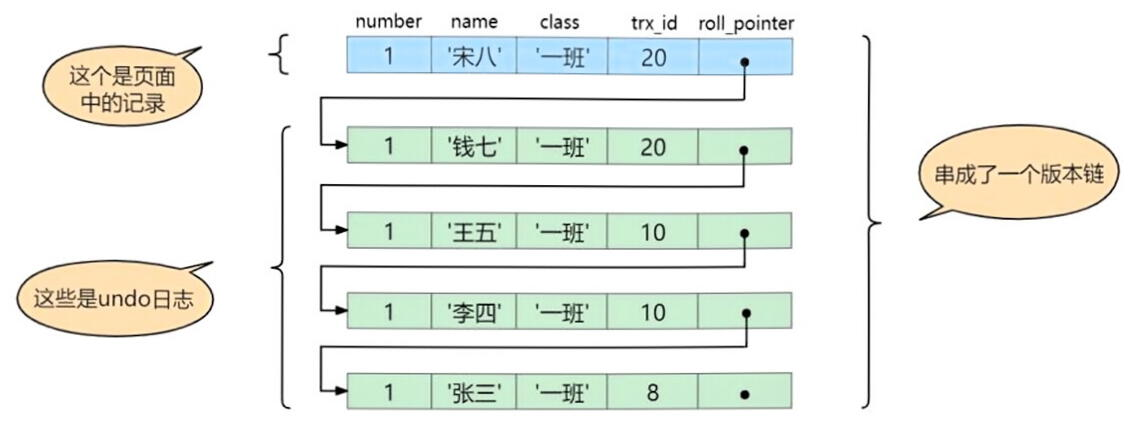 number name class trx_id roll_pointer
这个是页面
中的记录
1 '宋八' '一班' 20
1 '钱七' '一班' 20
1 '王五' '一班' 10
1 '李四' '一班' 10
1 '张三' '一班' 8
这些是undo日志
串成了一个版本链